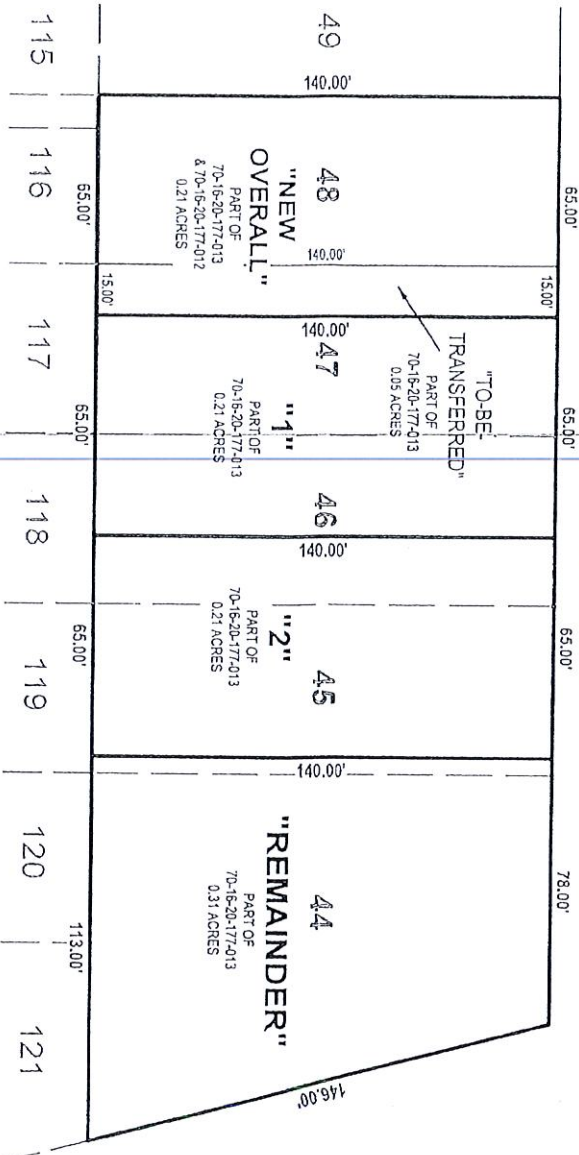 49
140.00'
65.00'
48
"NEW
OVERALL"
PART OF
70-16-20-177-013
& 70-16-20-177-012
0.21 ACRES
140.00'
15.00'
65.00'
15.00'
"TO-BE-
TRANSFERRED"
PART OF
70-16-20-177-013
0.05 ACRES
140.00'
47
65.00'
"1"
PART OF
70-16-20-177-013
0.21 ACRES
65.00'
46
140.00'
65.00'
"2"
PART OF
70-16-20-177-013
0.21 ACRES
45
65.00'
140.00'
78.00'
44
"REMAINDER"
PART OF
70-16-20-177-013
0.31 ACRES
113.00'
146.00'
115
116
117
118
119
120
121